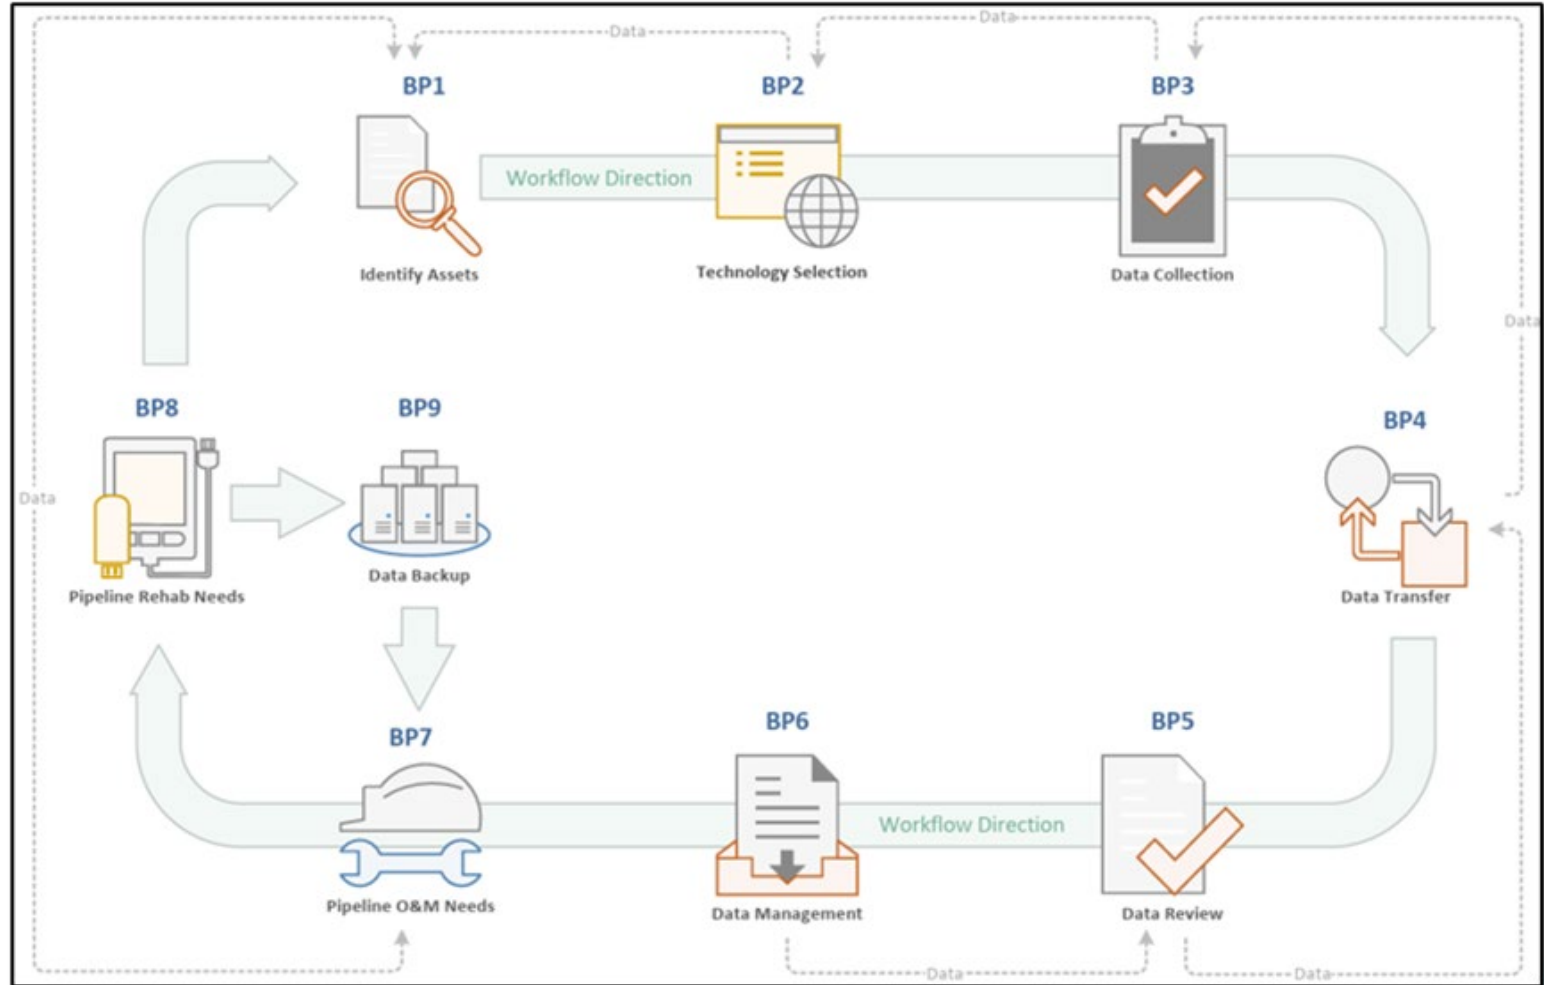 Data
Data
BP1
BP2
BP3
Workflow Direction
Identify Assets
Technology Selection
Data Collection
Data
BP8
BP9
BP4
Data
Data Backup
Pipeline Rehab Needs
Data Transfer
BP7
BP6
BP5
Workflow Direction
Pipeline O&M Needs
Data Management
Data Review
Data
Data